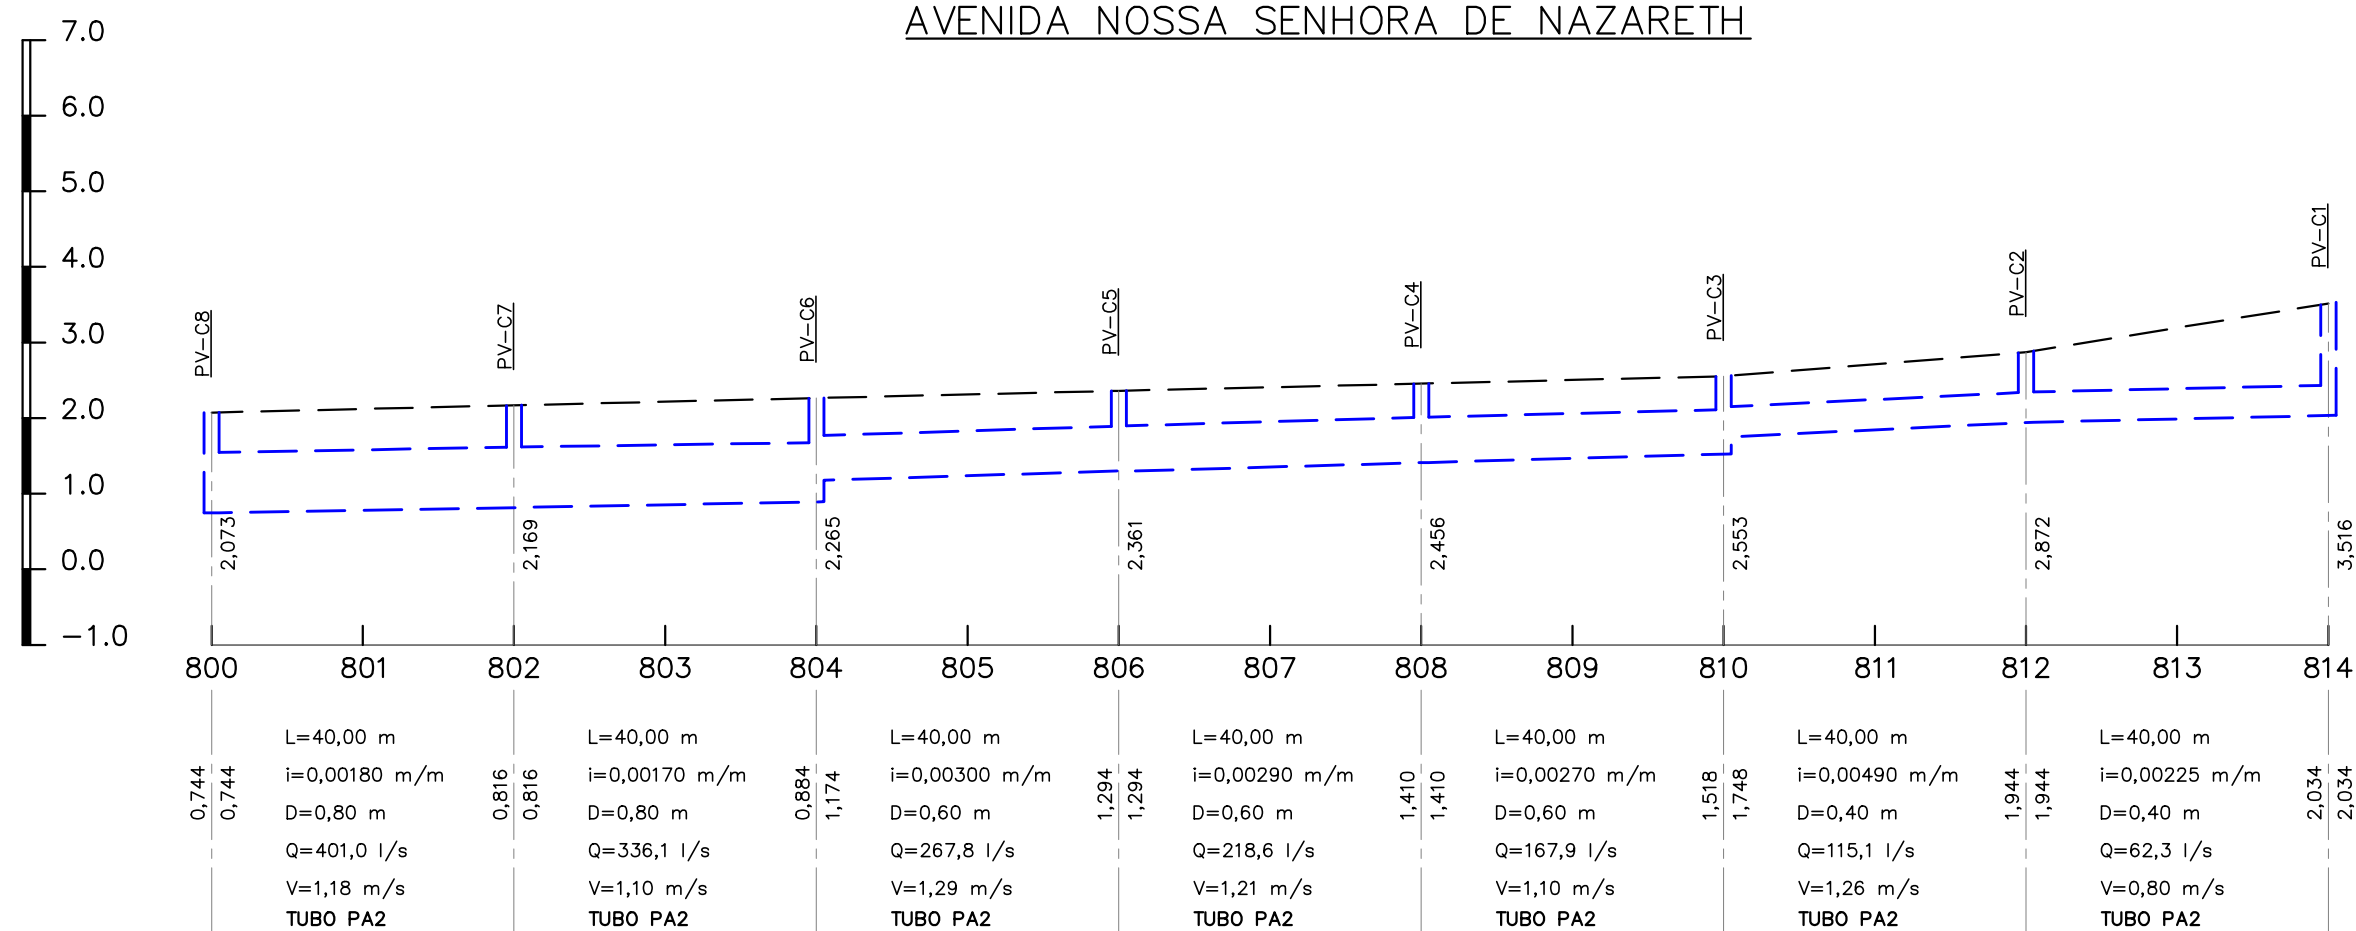 AVENIDA NOSSA SENHORA DE NAZARETH
7.0
6.0
5.0
4.0
3.0
2.0
1.0
0.0
-1.0
PV-C8
PV-C7
PV-C6
PV-C5
PV-C4
PV-C3
PV-C2
PV-C1
2,073
2,169
2,265
2,361
2,456
2,553
2,872
3,516
800 801 802 803 804 805 806 807 808 809 810 811 812 813 814
0,744
0,744
L=40,00 m
i=0,00180 m/m
D=0,80 m
Q=401,0 l/s
V=1,18 m/s
TUBO PA2
0,816
0,816
L=40,00 m
i=0,00170 m/m
D=0,80 m
Q=336,1 l/s
V=1,10 m/s
TUBO PA2
0,884
1,174
L=40,00 m
i=0,00300 m/m
D=0,60 m
Q=267,8 l/s
V=1,29 m/s
TUBO PA2
1,294
1,294
L=40,00 m
i=0,00290 m/m
D=0,60 m
Q=218,6 l/s
V=1,21 m/s
TUBO PA2
1,410
1,410
L=40,00 m
i=0,00270 m/m
D=0,60 m
Q=167,9 l/s
V=1,10 m/s
TUBO PA2
1,518
1,748
L=40,00 m
i=0,00490 m/m
D=0,40 m
Q=115,1 l/s
V=1,26 m/s
TUBO PA2
1,944
1,944
L=40,00 m
i=0,00225 m/m
D=0,40 m
Q=62,3 l/s
V=0,80 m/s
TUBO PA2
2,034
2,034